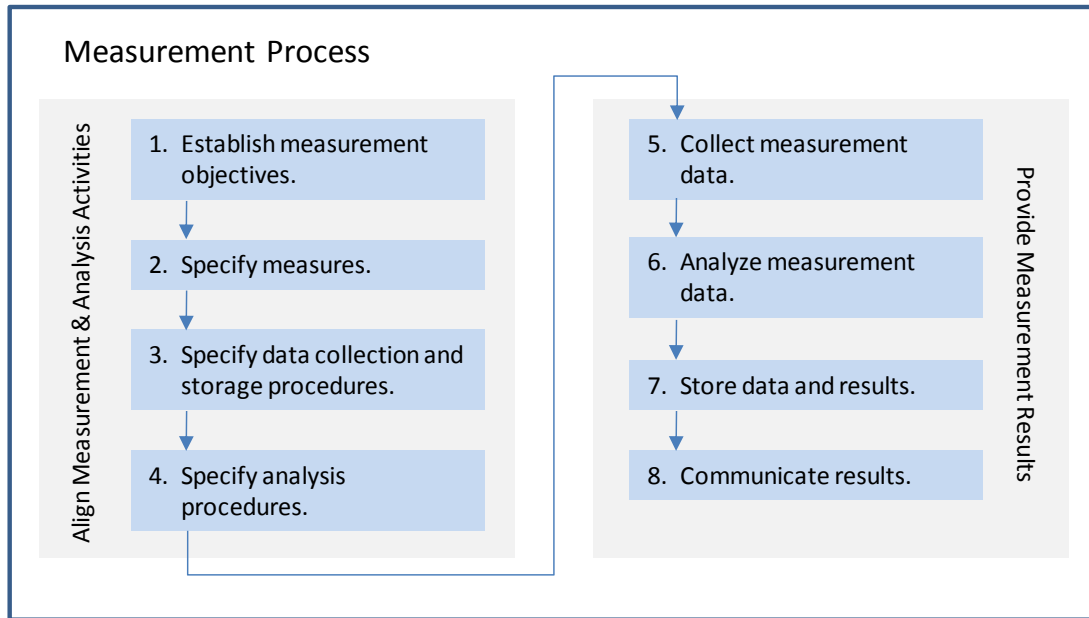 Measurement Process
Align Measurement & Analysis Activities
1. Establish measurement
objectives.
2. Specify measures.
3. Specify data collection and
storage procedures.
4. Specify analysis
procedures.
5. Collect measurement
data.
6. Analyze measurement
data.
7. Store data and results.
8. Communicate results.
Provide Measurement Results